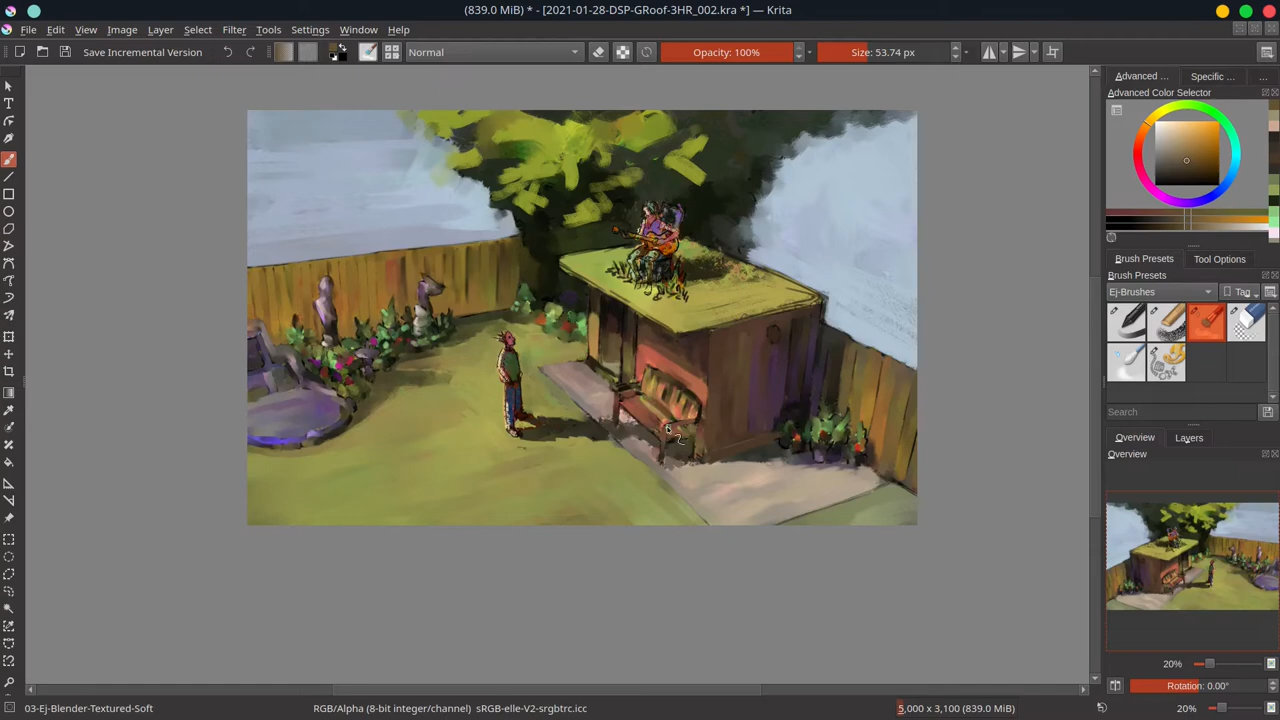 (839.0 MiB) * - [2021-01-28-DSP-GRoof-3HR_002.kra *] — Krita
File Edit View Image Layer Select Filter Tools Settings Window Help
Save Incremental Version Normal Opacity: 100% Size: 53.74 px
Advanced ... Specific ... ...
Advanced Color Selector
Brush Presets Tool Options
Brush Presets
Ej-Brushes Tag
Search
Overview Layers
Overview
20%
Rotation: 0.00°
03-Ej-Blender-Textured-Soft RGB/Alpha (8-bit integer/channel) sRGB-elle-V2-srgbtrc.icc 5,000 x 3,100 (839.0 MiB) 20%